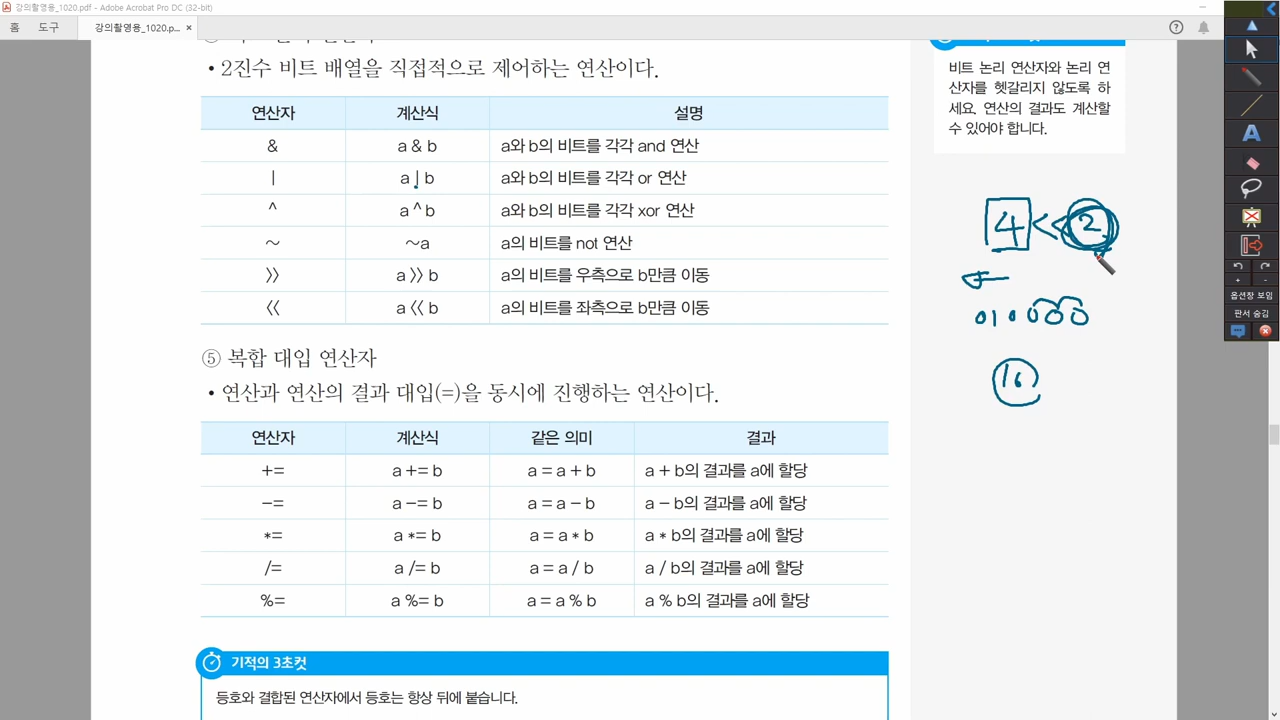 강의촬영용_1020.pdf - Adobe Acrobat Pro DC (32-bit)
홈 도구 강의촬영용_1020.p... ×
• 2진수 비트 배열을 직접적으로 제어하는 연산이다.
연산자 계산식 설명
& a & b a와 b의 비트를 각각 and 연산
| a | b a와 b의 비트를 각각 or 연산
^ a ^ b a와 b의 비트를 각각 xor 연산
～ ～a a의 비트를 not 연산
>> a >> b a의 비트를 우측으로 b만큼 이동
<< a << b a의 비트를 좌측으로 b만큼 이동
⑤ 복합 대입 연산자
• 연산과 연산의 결과 대입(=)을 동시에 진행하는 연산이다.
연산자 계산식 같은 의미 결과
+= a += b a = a + b a + b의 결과를 a에 할당
-= a -= b a = a - b a - b의 결과를 a에 할당
*= a *= b a = a * b a * b의 결과를 a에 할당
/= a /= b a = a / b a / b의 결과를 a에 할당
%= a %= b a = a % b a % b의 결과를 a에 할당
기적의 3초컷
등호와 결합된 연산자에서 등호는 항상 뒤에 붙습니다.
비트 논리 연산자와 논리 연
산자를 헷갈리지 않도록 하
세요. 연산의 결과도 계산할
수 있어야 합니다.
4 << 2
16
옵션창 보임
판서 숨김